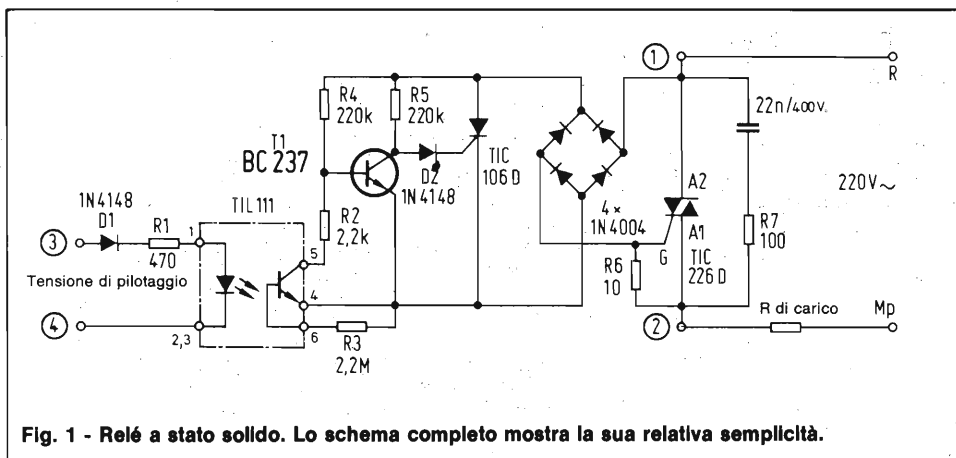 1
R
R4
220k
R5
220k
22n/400V.
T1
BC 237
D2
1N4148
TIC
106 D
4 x
1N4004
A2
A1
G
TIC
226 D
220V~
R7
100
1N4148
D1
R1
470
TIL 111
R2
2,2k
3
1
5
Tensione di pilotaggio
4
4
2,3
6
R3
2,2M
R6
10
2
R di carico
Mp
Fig. 1 - Relé a stato solido. Lo schema completo mostra la sua relativa semplicità.